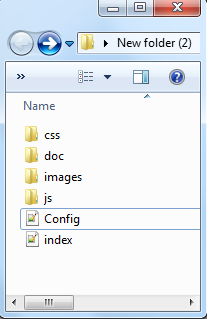 New folder (2)
»
?
Name
css
doc
images
js
Config
index